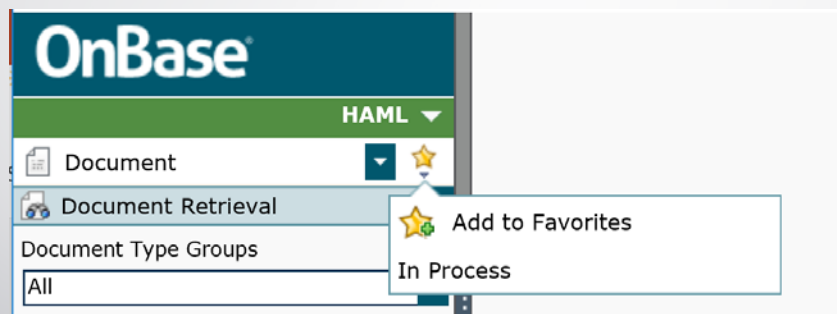 OnBase
HAML
Document
Document Retrieval
Add to Favorites
Document Type Groups
In Process
All